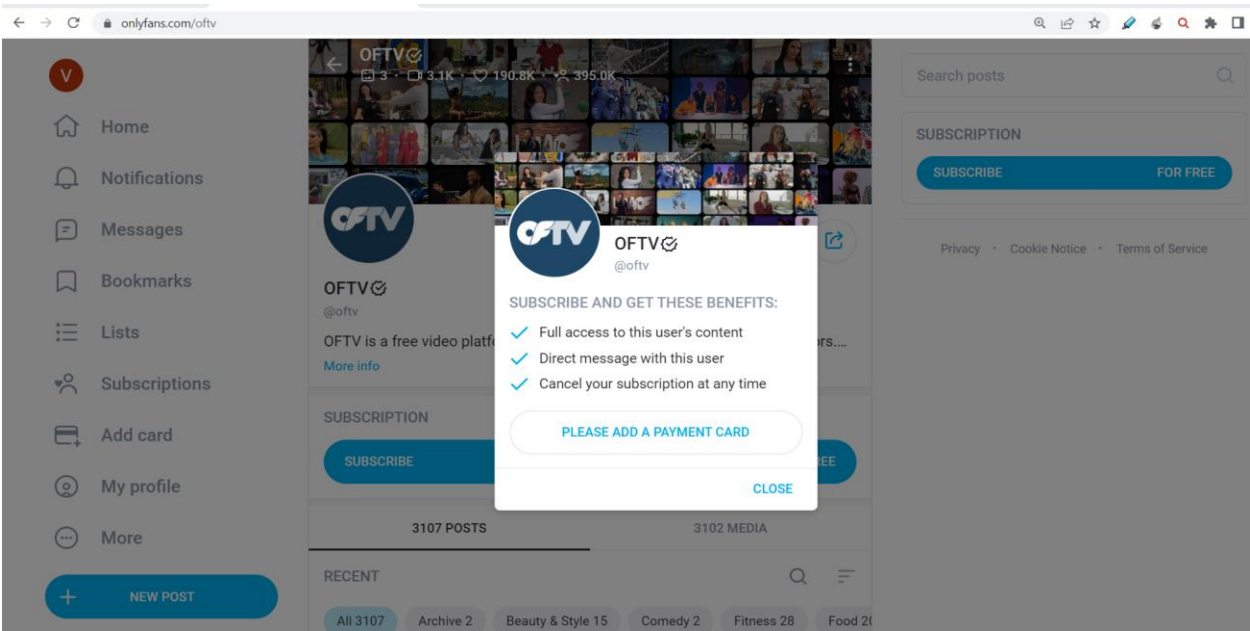 onlyfans.com/oftv
V
Home
Notifications
Messages
Bookmarks
Lists
Subscriptions
Add card
My profile
More
NEW POST
OFTV
3 · 3.1K · 190.8K · 395.0K
OFTV
OFTV
@oftv
OFTV is a free video
More info
SUBSCRIPTION
SUBSCRIBE
3107 POSTS
3102 MEDIA
RECENT
All 3107
Archive 2
Beauty & Style 15
Comedy 2
Fitness 28
Food
OFTV
OFTV
@oftv
SUBSCRIBE AND GET THESE BENEFITS:
Full access to this user's content
Direct message with this user
Cancel your subscription at any time
PLEASE ADD A PAYMENT CARD
CLOSE
Search posts
SUBSCRIPTION
SUBSCRIBE FOR FREE
Privacy · Cookie Notice · Terms of Service